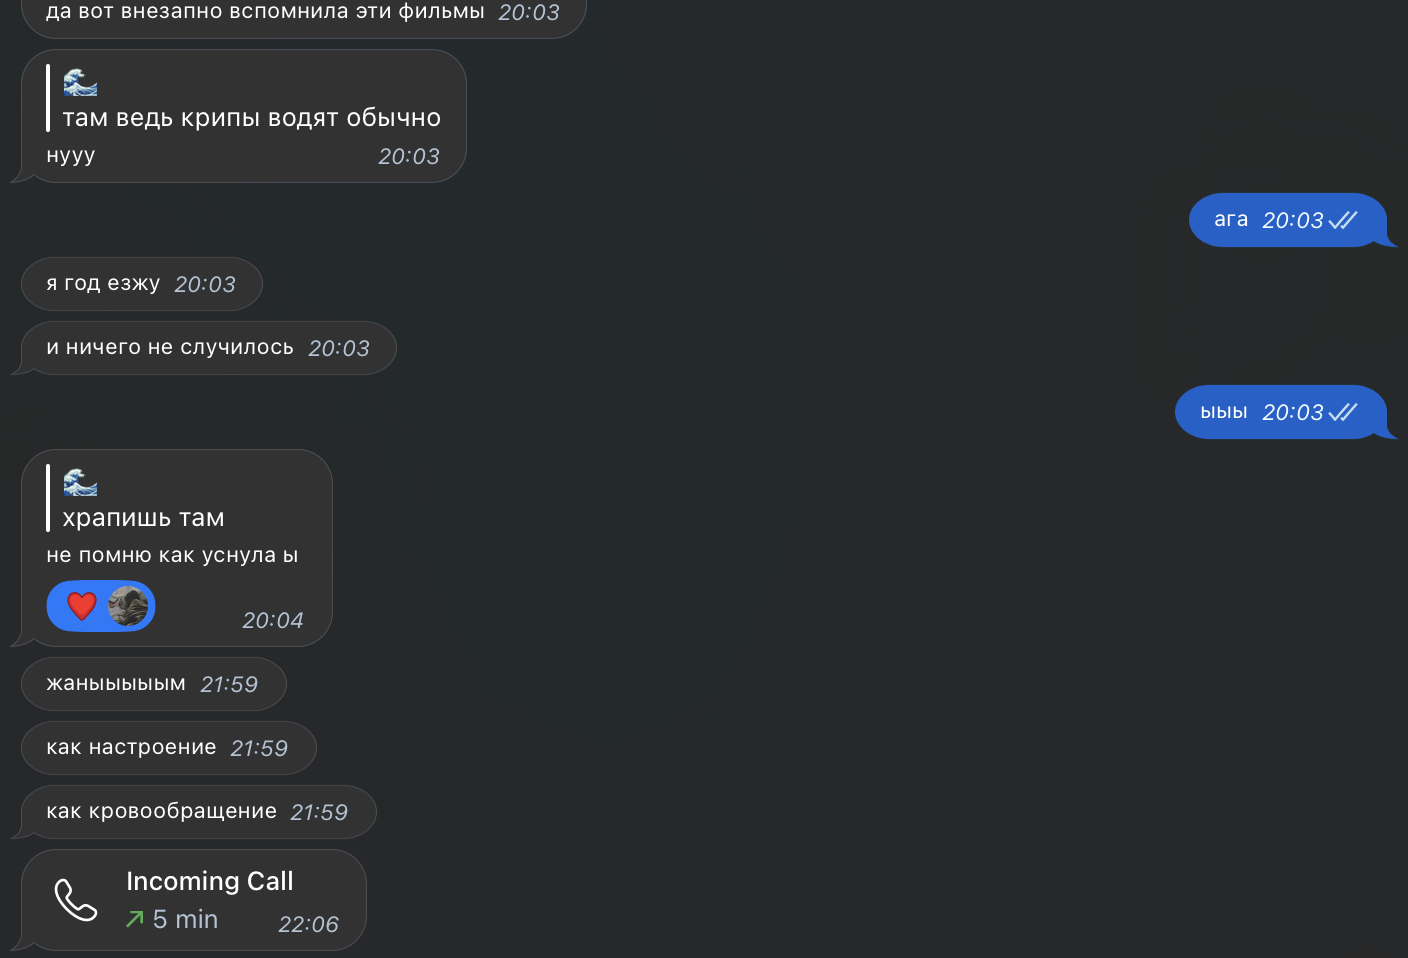 да вот внезапно вспомнила эти фильмы 20:03
🌊
там ведь крипы водят обычно
нууу 20:03
ага 20:03
я год езжу 20:03
и ничего не случилось 20:03
ыыы 20:03
🌊
храпишь там
не помню как уснула ы
❤️ 20:04
жаныыыыым 21:59
как настроение 21:59
как кровообращение 21:59
Incoming Call
5 min 22:06